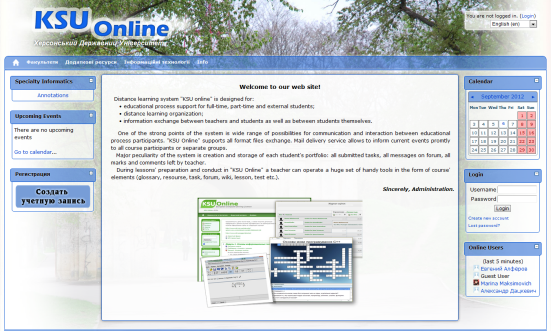 KSU Online
Херсонський Державний Університет
You are not logged in. (Login)
English (en)
Факультети Додаткові ресурси Інформаційні технології Info
Specialty Informatics
Annotations
Upcoming Events
There are no upcoming
events
Go to calendar...
Регистрация
Создать
учетную запись
Welcome to our web site!
Distance learning system "KSU online" is designed for:
• educational process support for full-time, part-time and external students;
• distance learning organization;
• information exchange between teachers and students as well as between students themselves.
One of the strong points of the system is wide range of possibilities for communication and interaction between educational
process participants. "KSU Online" supports all format files exchange. Mail delivery service allows to inform current events promtly
to all course participants or separate groups.
Major peculiarity of the system is creation and storage of each student's portfolio: all submitted tasks, all messages on forum, all
marks and comments left by teacher.
During lessons' preparation and conduct in "KSU Online" a teacher can operate a huge set of handy tools in the form of course'
elements (glossary, resourse, task, forum, wiki, lesson, test etc.).
Sincerely, Administration.
KSUOnline
Calendar
◄ September 2012 ►
Mon Tue Wed Thu Fri Sat Sun
1 2
3 4 5 6 7 8 9
10 11 12 13 14 15 16
17 18 19 20 21 22 23
24 25 26 27 28 29 30
Login
Username
Password
Login
Create new account
Lost password?
Online Users
(last 5 minutes)
Евгений Алферов
Guest User
Marina Maksimovich
Александр Дацкевич